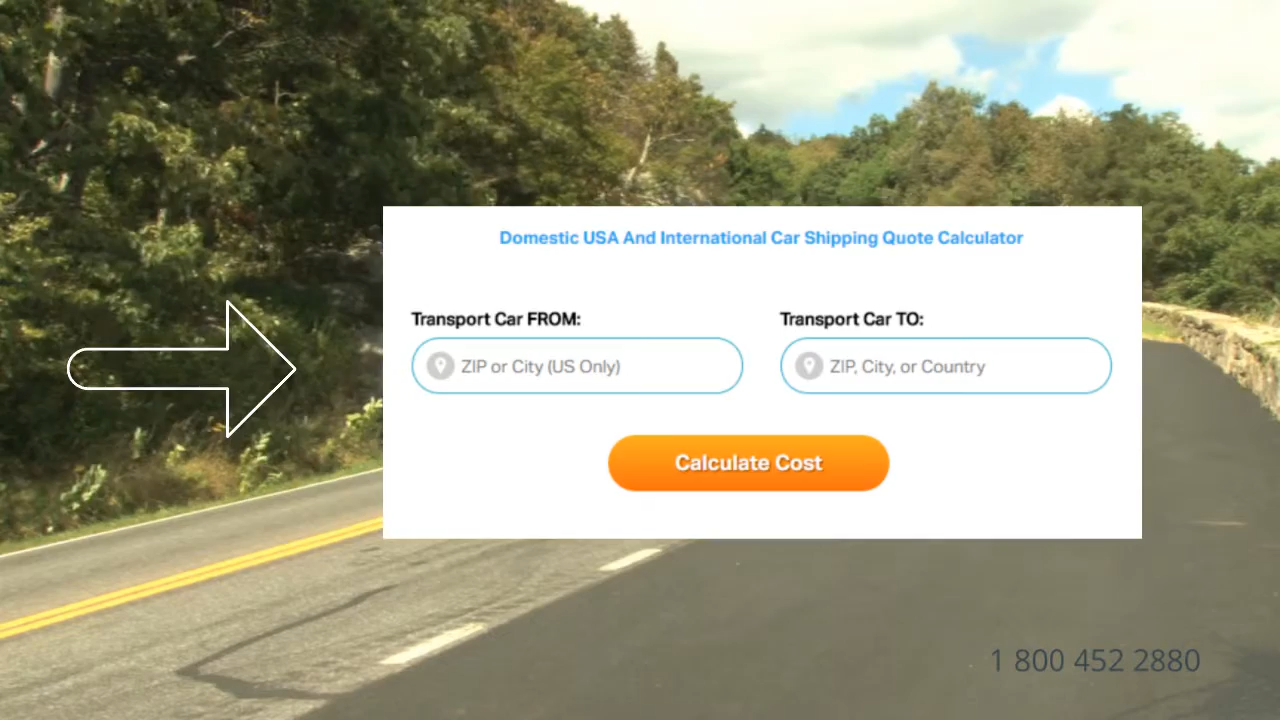 Domestic USA And International Car Shipping Quote Calculator
Transport Car FROM:
Transport Car TO:
ZIP or City (US Only)
ZIP, City, or Country
Calculate Cost
1 800 452 2880